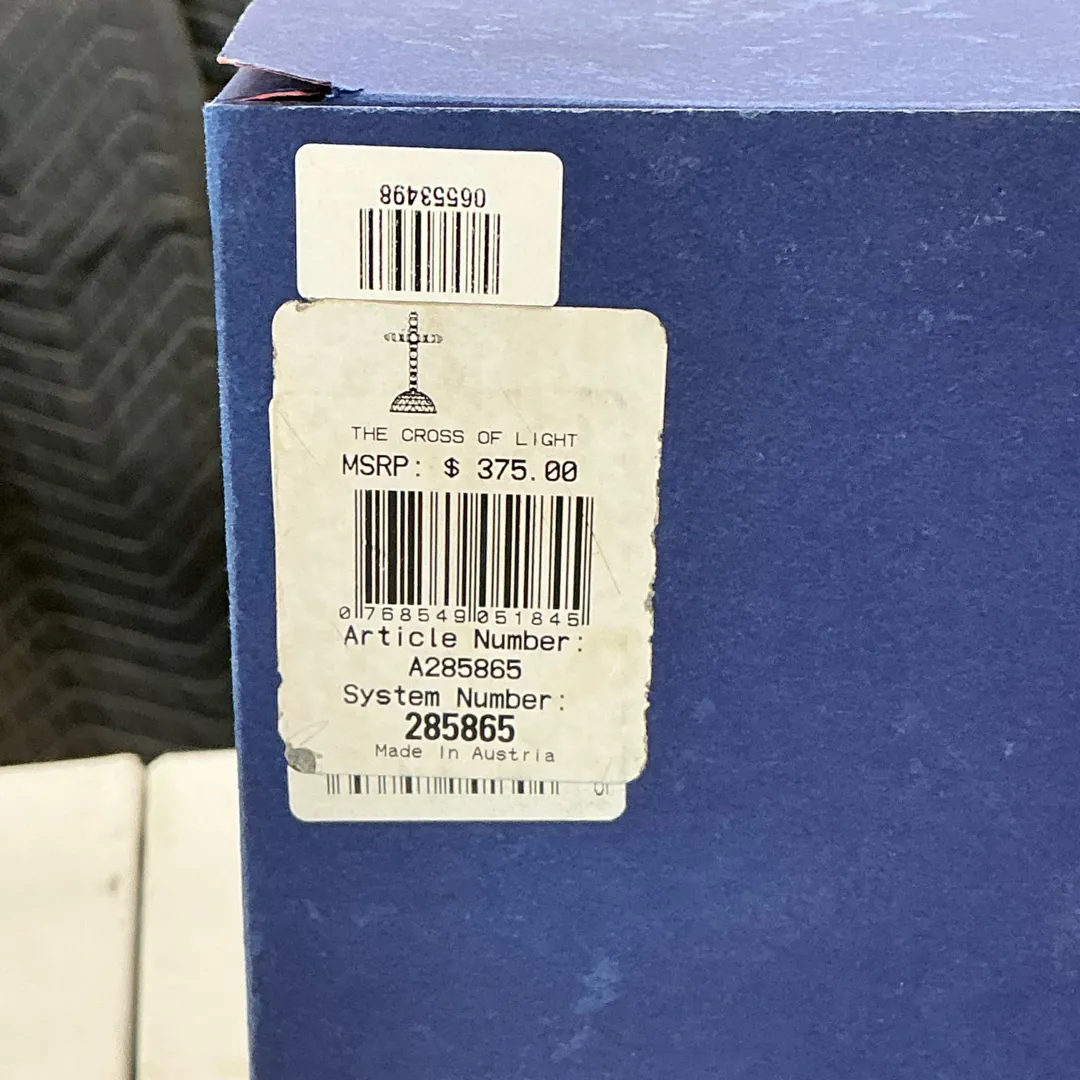 06553498
THE CROSS OF LIGHT
MSRP: $ 375.00
0 768549 051845
Article Number:
A285865
System Number:
285865
Made In Austria